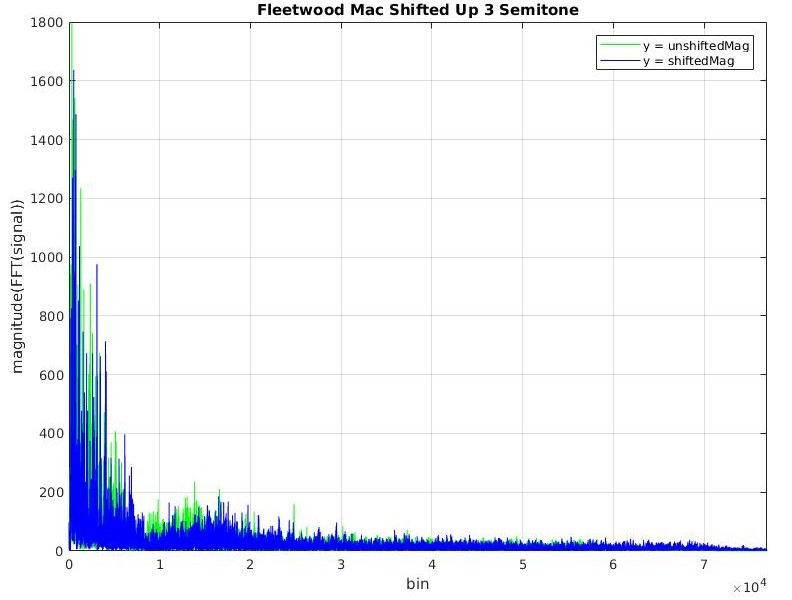 Fleetwood Mac Shifted Up 3 Semitone
y = unshiftedMag
y = shiftedMag
magnitude(FFT(signal))
1800
1600
1400
1200
1000
800
600
400
200
0
0 1 2 3 4 5 6 7
×10⁴
bin